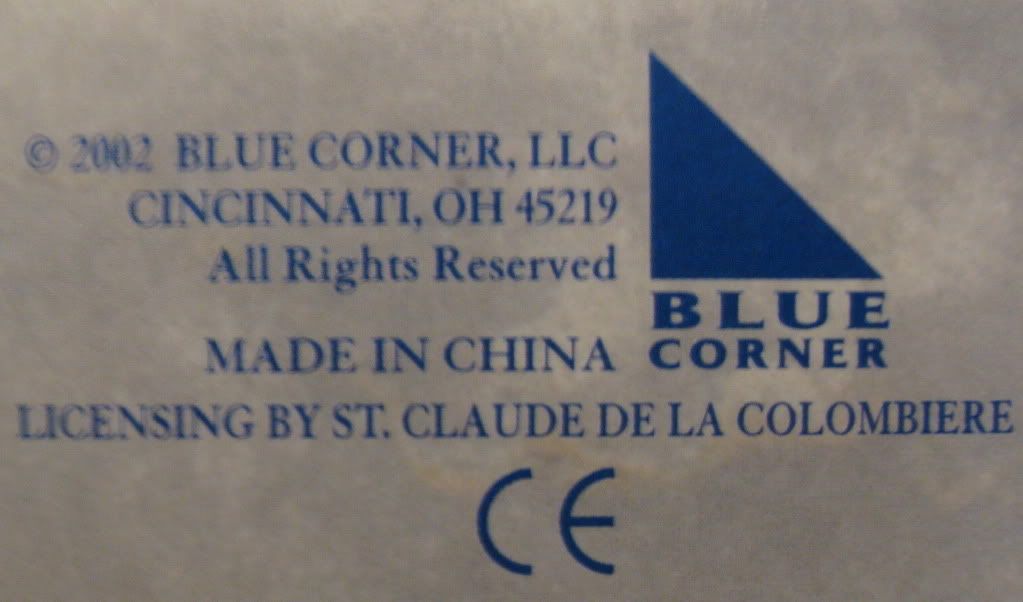 © 2002 BLUE CORNER, LLC
CINCINNATI, OH 45219
All Rights Reserved
MADE IN CHINA
BLUE
CORNER
LICENSING BY ST. CLAUDE DE LA COLOMBIERE
CE